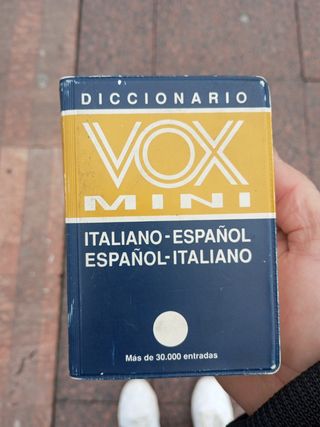 DICCIONARIO
VOX
MINI
ITALIANO-ESPAÑOL
ESPAÑOL-ITALIANO
Más de 30.000 entradas